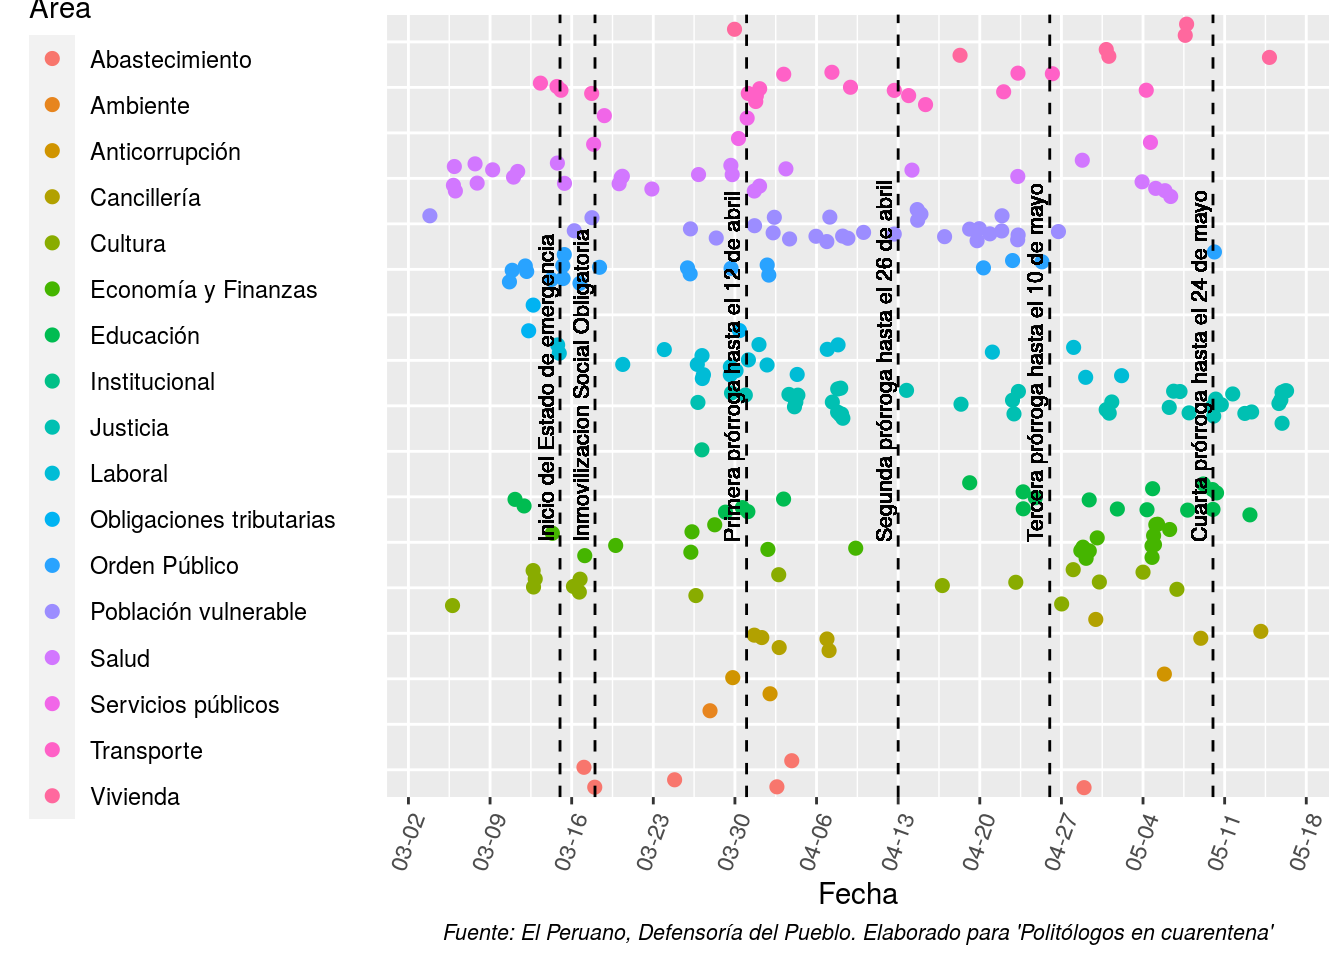 Área
Abastecimiento
Ambiente
Anticorrupción
Cancillería
Cultura
Economía y Finanzas
Educación
Institucional
Justicia
Laboral
Obligaciones tributarias
Orden Público
Población vulnerable
Salud
Servicios públicos
Transporte
Vivienda
Inicio del Estado de emergencia
Inmovilizacion Social Obligatoria
Primera prórroga hasta el 12 de abril
Segunda prórroga hasta el 26 de abril
Tercera prórroga hasta el 10 de mayo
Cuarta prórroga hasta el 24 de mayo
03-02
03-09
03-16
03-23
03-30
04-06
04-13
04-20
04-27
05-04
05-11
05-18
Fecha
Fuente: El Peruano, Defensoría del Pueblo. Elaborado para 'Politólogos en cuarentena'